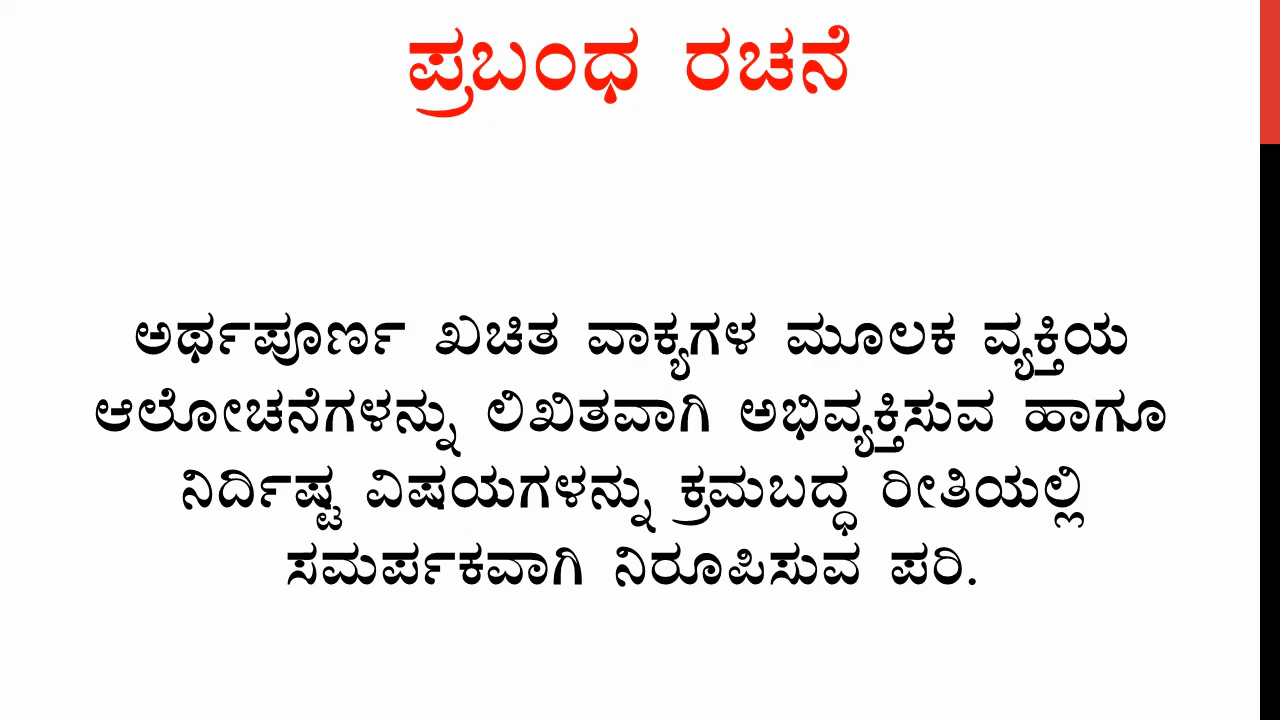 ಪ್ರಬಂಧ ರಚನೆ
ಅರ್ಥಪೂರ್ಣ ಖಚಿತ ವಾಕ್ಯಗಳ ಮೂಲಕ ವ್ಯಕ್ತಿಯ
ಆಲೋಚನೆಗಳನ್ನು ಲಿಖಿತವಾಗಿ ಅಭಿವ್ಯಕ್ತಿಸುವ ಹಾಗೂ
ನಿರ್ದಿಷ್ಟ ವಿಷಯಗಳನ್ನು ಕ್ರಮಬದ್ಧ ರೀತಿಯಲ್ಲಿ
ಸಮರ್ಪಕವಾಗಿ ನಿರೂಪಿಸುವ ಪರಿ.